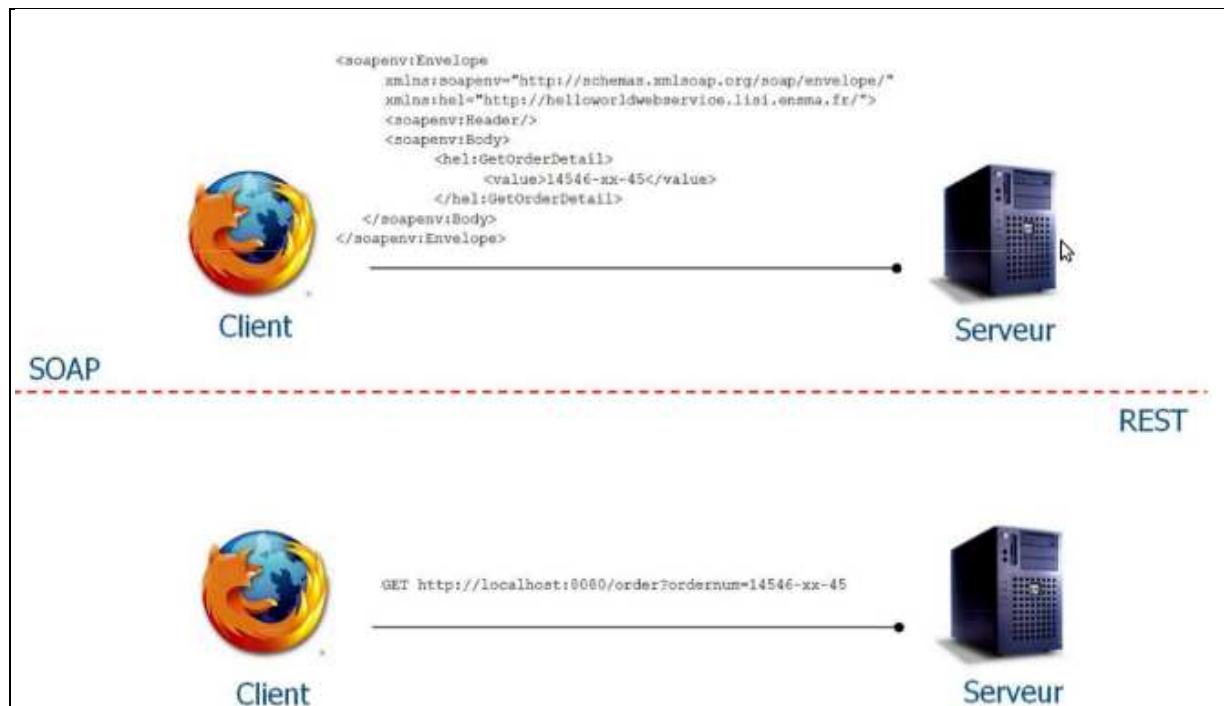 <soapenv:Envelope
xmlns:soapenv="http://schemas.xmlsoap.org/soap/envelope/"
xmlns:hel="http://helloworldwebservice.lisi.ensma.fr/">
<soapenv:Header/>
<soapenv:Body>
<hel:GetOrderDetail>
<value>14546-xx-45</value>
</hel:GetOrderDetail>
</soapenv:Body>
</soapenv:Envelope>
Client
Serveur
SOAP
REST
GET http://localhost:8080/order?ordernum=14546-xx-45
Client
Serveur